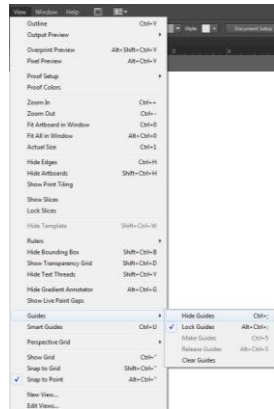 View Window Help
Style: Document Setup
Outline Ctrl+Y
Output Preview
Overprint Preview Alt+Shift+Ctrl+Y
Pixel Preview Alt+Ctrl+Y
Proof Setup
Proof Colors
Zoom In Ctrl++
Zoom Out Ctrl+-
Fit Artboard in Window Ctrl+0
Fit All in Window Alt+Ctrl+0
Actual Size Ctrl+1
Hide Edges Ctrl+H
Hide Artboards Shift+Ctrl+H
Show Print Tiling
Show Slices
Lock Slices
Hide Template Shift+Ctrl+W
Rulers
Hide Bounding Box Shift+Ctrl+B
Show Transparency Grid Shift+Ctrl+D
Hide Text Threads Shift+Ctrl+Y
Hide Gradient Annotator Alt+Ctrl+G
Show Live Paint Gaps
Guides
Hide Guides Ctrl+;
Smart Guides Ctrl+U
Lock Guides Alt+Ctrl+;
Make Guides Ctrl+5
Perspective Grid
Release Guides Alt+Ctrl+5
Clear Guides
Show Grid Ctrl+"
Snap to Grid Shift+Ctrl+"
Snap to Point Alt+Ctrl+"
New View...
Edit Views...